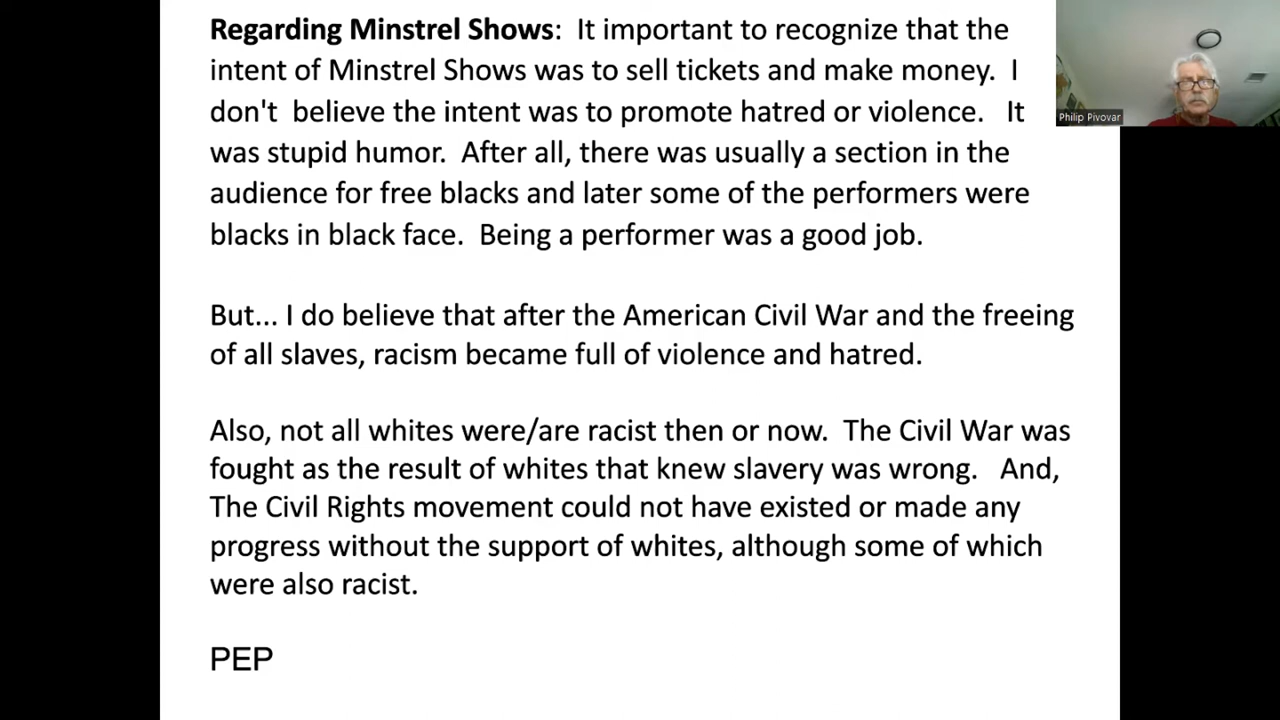 Regarding Minstrel Shows:  It important to recognize that the
intent of Minstrel Shows was to sell tickets and make money.  I
don't  believe the intent was to promote hatred or violence.   It
was stupid humor.  After all, there was usually a section in the
audience for free blacks and later some of the performers were
blacks in black face.  Being a performer was a good job.
But... I do believe that after the American Civil War and the freeing
of all slaves, racism became full of violence and hatred.
Also, not all whites were/are racist then or now.  The Civil War was
fought as the result of whites that knew slavery was wrong.   And,
The Civil Rights movement could not have existed or made any
progress without the support of whites, although some of which
were also racist.
PEP
Philip Pivovar